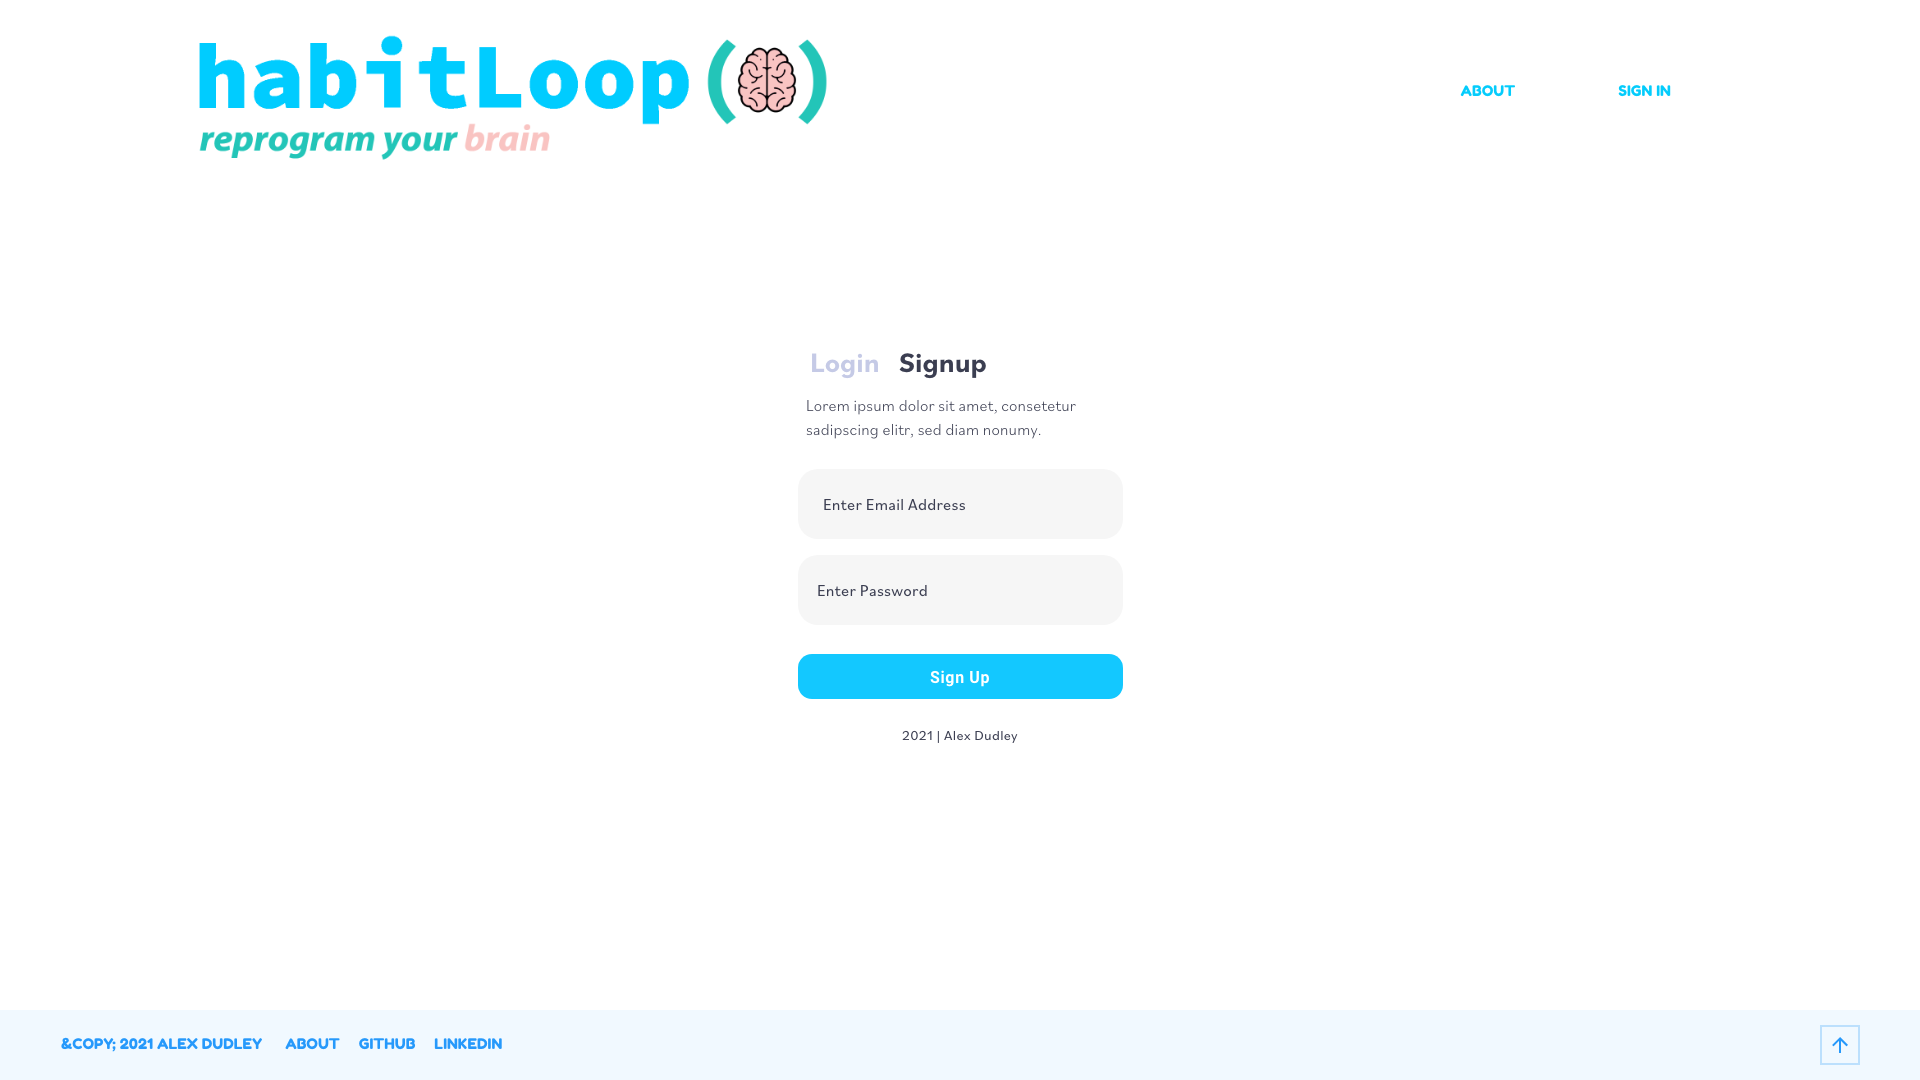 habitLoop()
reprogram your brain
ABOUT
SIGN IN
Login Signup
Lorem ipsum dolor sit amet, consetetur
sadipscing elitr, sed diam nonumy.
Enter Email Address
Enter Password
Sign Up
2021 | Alex Dudley
&COPY; 2021 ALEX DUDLEY ABOUT GITHUB LINKEDIN